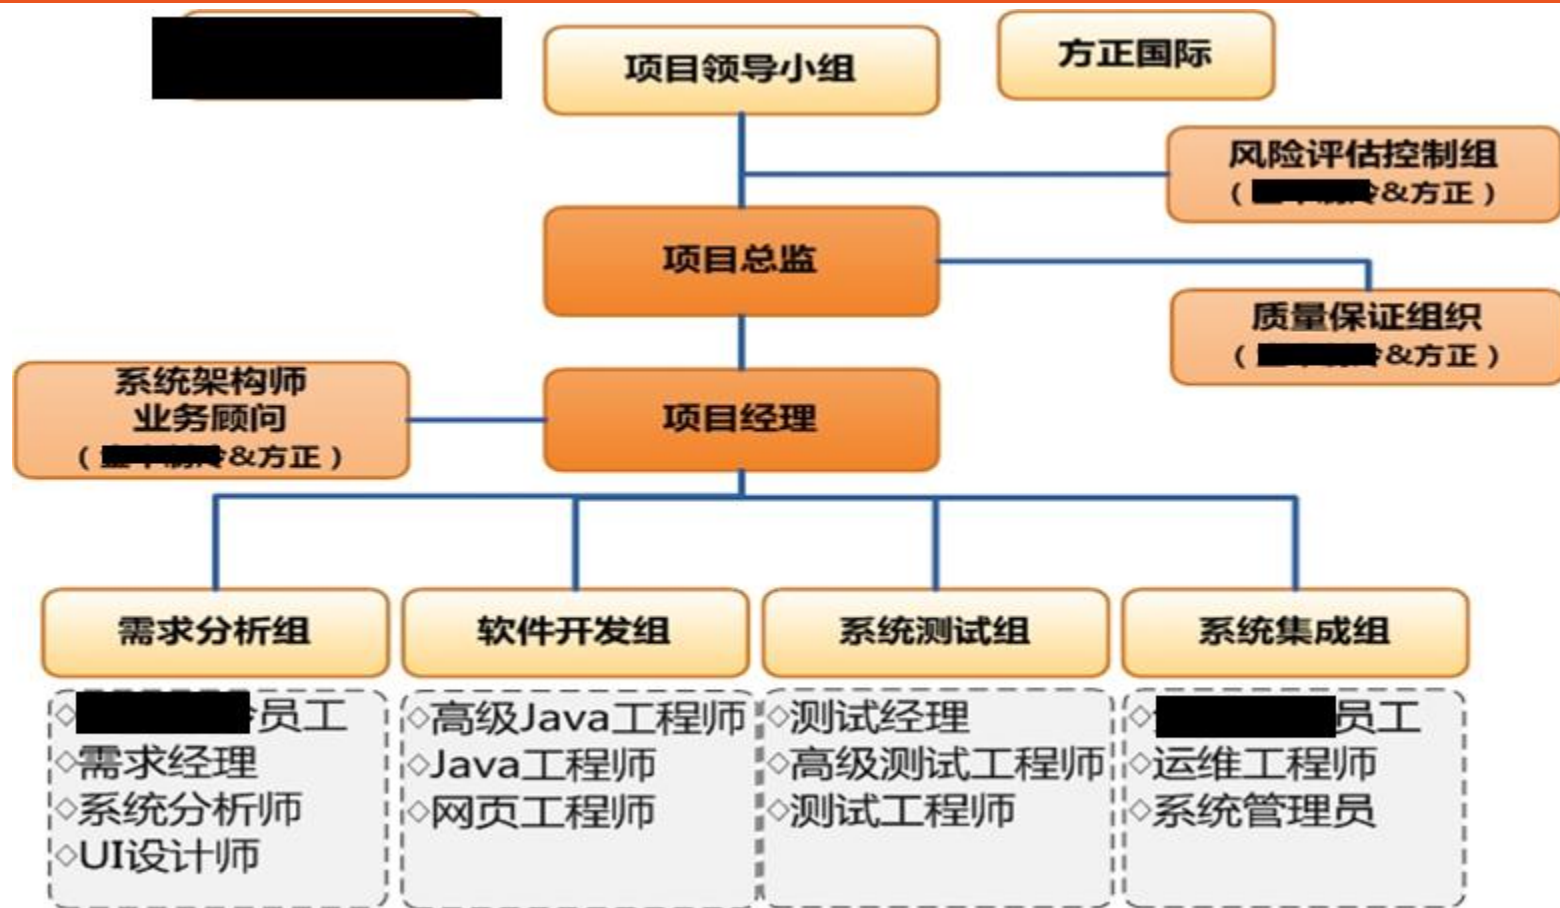 项目领导小组
方正国际
风险评估控制组
（ &方正）
项目总监
质量保证组织
（ &方正）
系统架构师
业务顾问
（ &方正）
项目经理
需求分析组
软件开发组
系统测试组
系统集成组
◇ 员工
◇需求经理
◇系统分析师
◇UI设计师
◇高级Java工程师
◇Java工程师
◇网页工程师
◇测试经理
◇高级测试工程师
◇测试工程师
◇ 员工
◇运维工程师
◇系统管理员